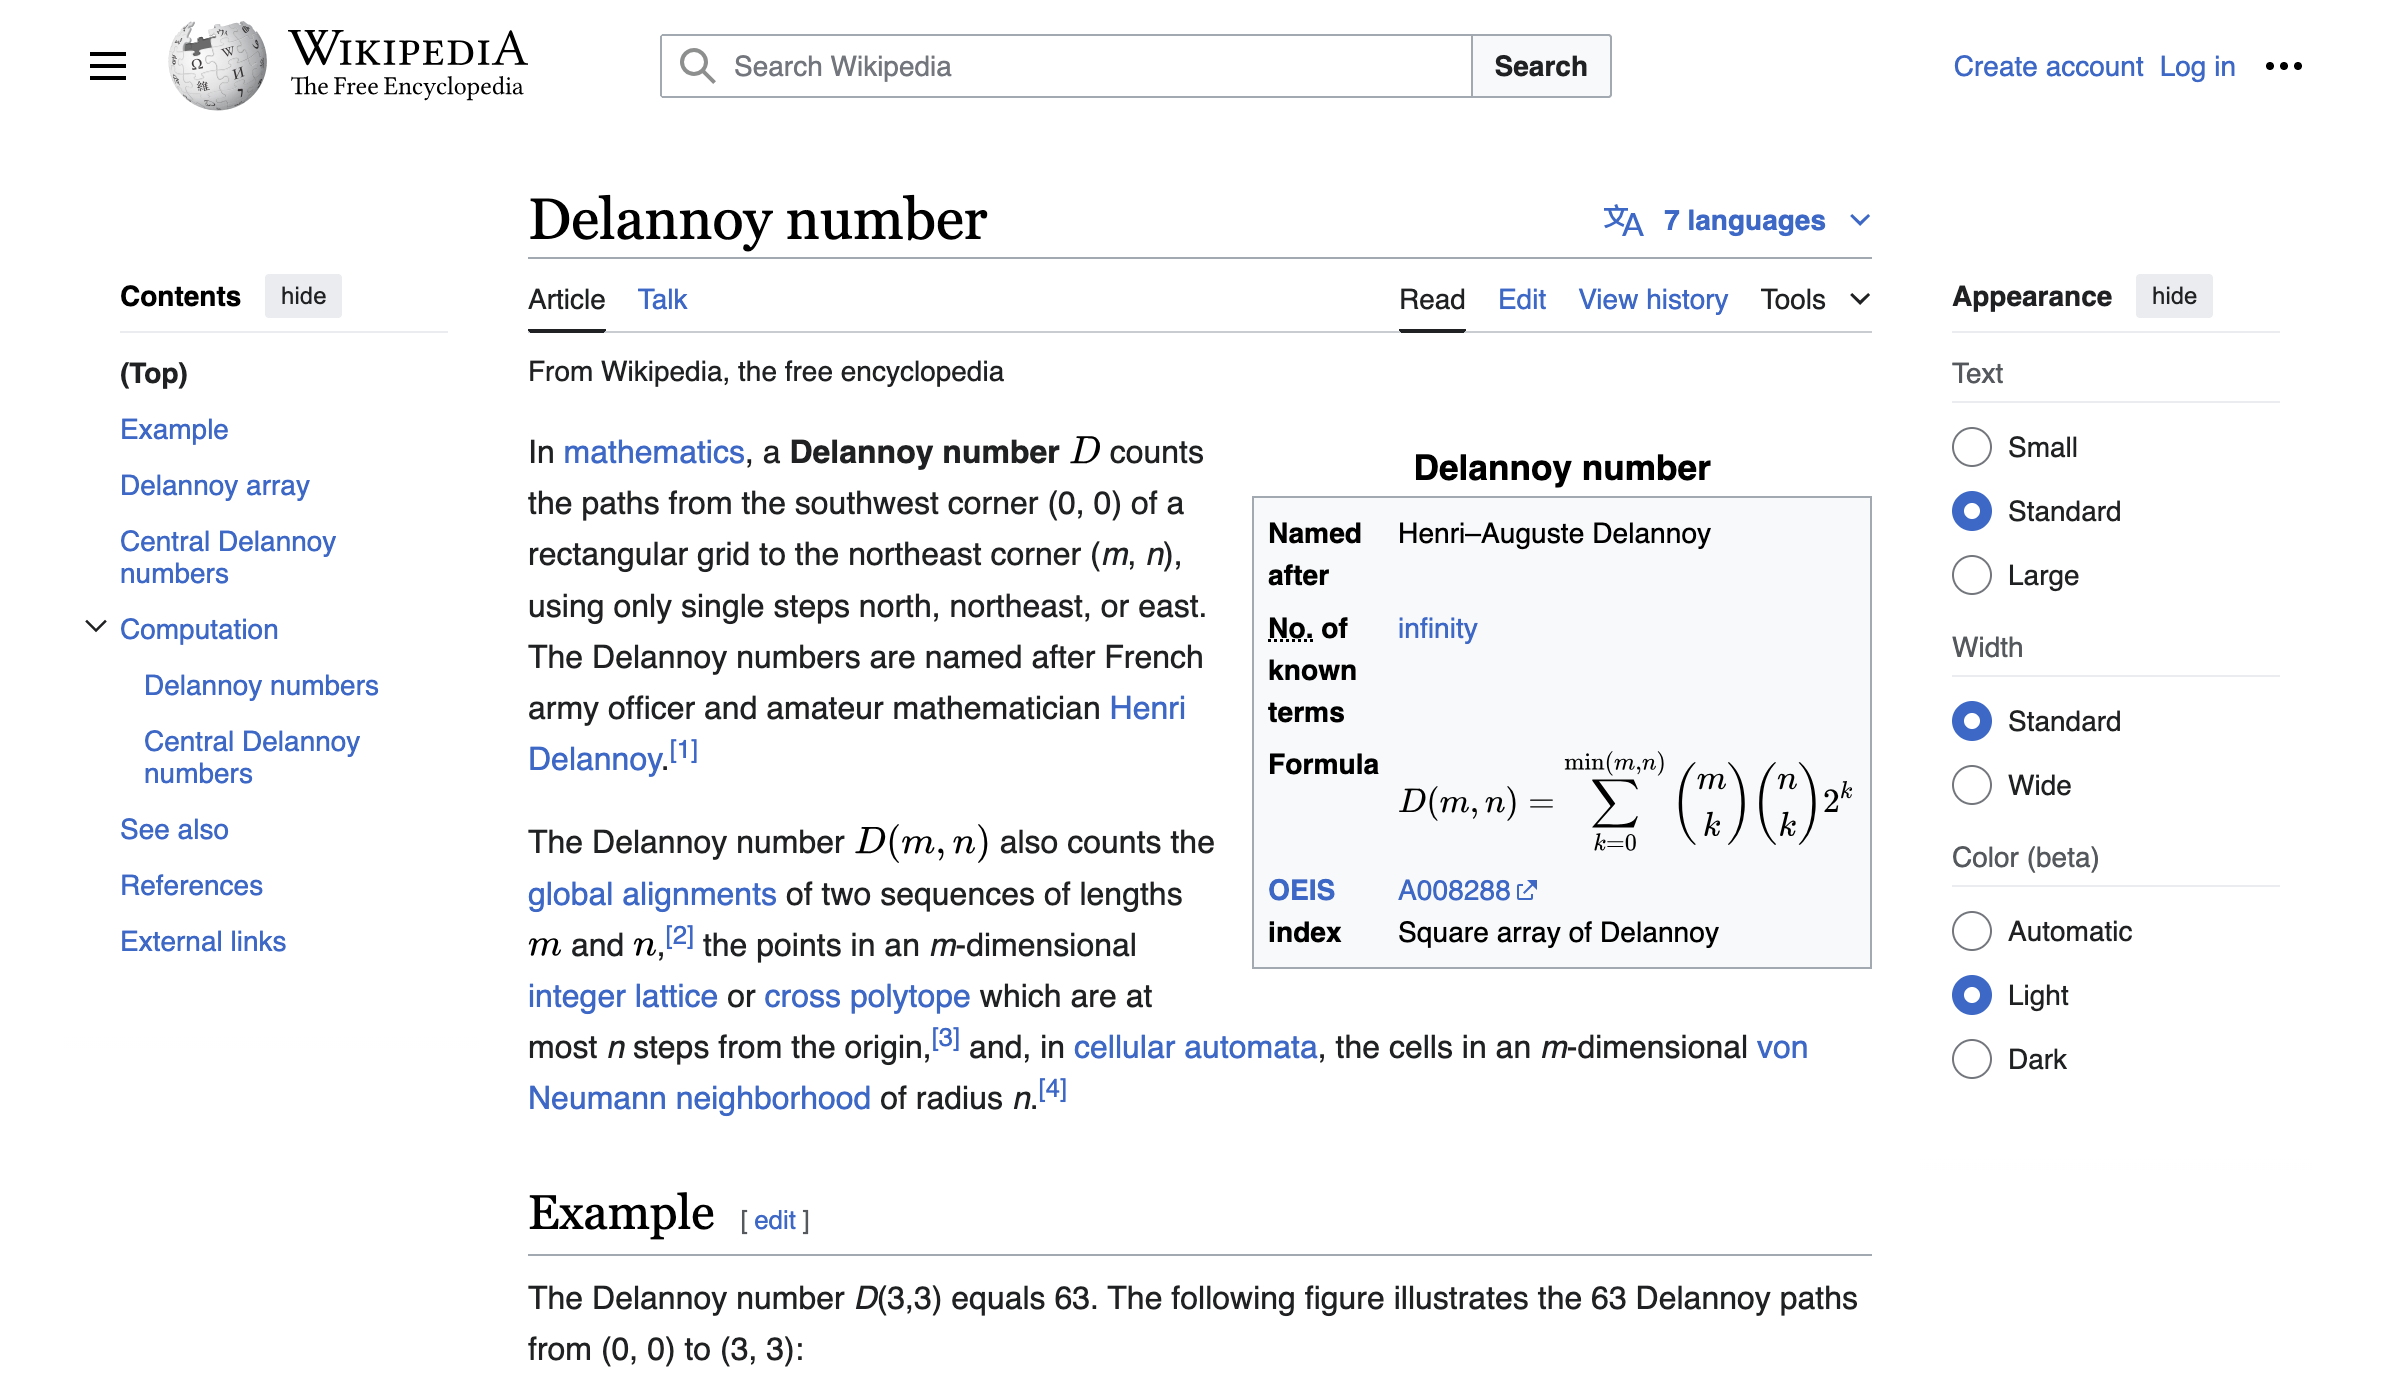 WIKIPEDIA
The Free Encyclopedia
Search Wikipedia
Search
Create account Log in
Delannoy number
7 languages
Contents hide
(Top)
Example
Delannoy array
Central Delannoy
numbers
Computation
Delannoy numbers
Central Delannoy
numbers
See also
References
External links
Article Talk
Read Edit View history Tools
From Wikipedia, the free encyclopedia
In mathematics, a Delannoy number D counts
the paths from the southwest corner (0, 0) of a
rectangular grid to the northeast corner (m, n),
using only single steps north, northeast, or east.
The Delannoy numbers are named after French
army officer and amateur mathematician Henri
Delannoy.[1]
Delannoy number
Named
after
Henri–Auguste Delannoy
No. of
known
terms
infinity
Formula
D(m, n) = ∑_{k=0}^{min(m,n)} (m k) (n k) 2^k
OEIS
index
A008288
Square array of Delannoy
The Delannoy number D(m, n) also counts the
global alignments of two sequences of lengths
m and n,[2] the points in an m-dimensional
integer lattice or cross polytope which are at
most n steps from the origin,[3] and, in cellular automata, the cells in an m-dimensional von
Neumann neighborhood of radius n.[4]
Example [ edit ]
The Delannoy number D(3,3) equals 63. The following figure illustrates the 63 Delannoy paths
from (0, 0) to (3, 3):
Appearance hide
Text
Small
Standard
Large
Width
Standard
Wide
Color (beta)
Automatic
Light
Dark